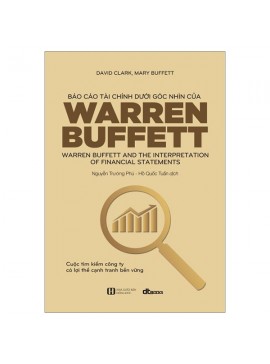 DAVID CLARK, MARY BUFFETT
BÁO CÁO TÀI CHÍNH DƯỚI GÓC NHÌN CỦA
WARREN
BUFFETT
WARREN BUFFETT AND THE INTERPRETATION
OF FINANCIAL STATEMENTS
Nguyễn Trường Phú - Hồ Quốc Tuấn dịch
Cuộc tìm kiếm công ty
có lợi thế cạnh tranh bền vững